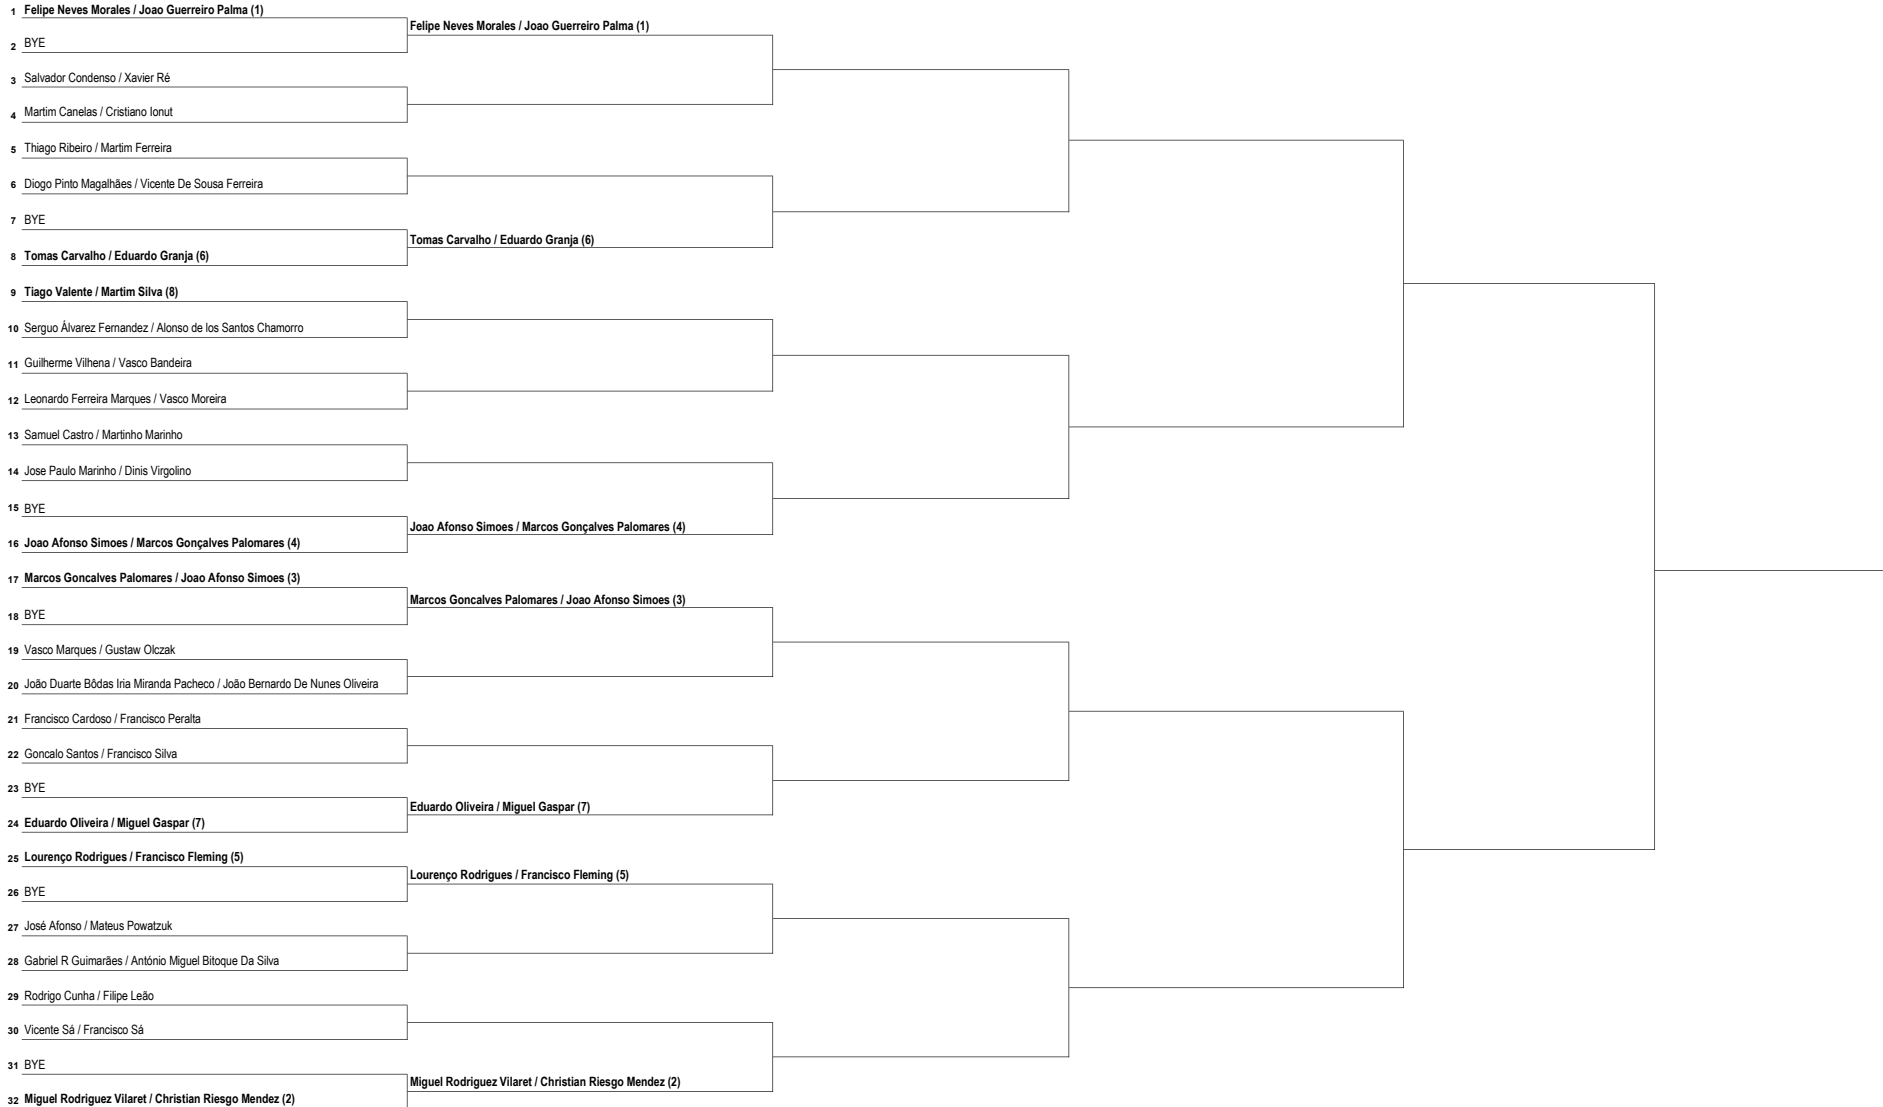 1 Felipe Neves Morales / Joao Guerreiro Palma (1)
Felipe Neves Morales / Joao Guerreiro Palma (1)
2 BYE
3 Salvador Condenso / Xavier Ré
4 Martim Canelas / Cristiano Ionut
5 Thiago Ribeiro / Martim Ferreira
6 Diogo Pinto Magalhães / Vicente De Sousa Ferreira
7 BYE
Tomas Carvalho / Eduardo Granja (6)
8 Tomas Carvalho / Eduardo Granja (6)
9 Tiago Valente / Martim Silva (8)
10 Serguo Álvarez Fernandez / Alonso de los Santos Chamorro
11 Guilherme Vilhena / Vasco Bandeira
12 Leonardo Ferreira Marques / Vasco Moreira
13 Samuel Castro / Martinho Marinho
14 Jose Paulo Marinho / Dinis Virgolino
15 BYE
Joao Afonso Simoes / Marcos Gonçalves Palomares (4)
16 Joao Afonso Simoes / Marcos Gonçalves Palomares (4)
17 Marcos Goncalves Palomares / Joao Afonso Simoes (3)
Marcos Goncalves Palomares / Joao Afonso Simoes (3)
18 BYE
19 Vasco Marques / Gustaw Olczak
20 João Duarte Bôdas Iria Miranda Pacheco / João Bernardo De Nunes Oliveira
21 Francisco Cardoso / Francisco Peralta
22 Goncalo Santos / Francisco Silva
23 BYE
Eduardo Oliveira / Miguel Gaspar (7)
24 Eduardo Oliveira / Miguel Gaspar (7)
25 Lourenço Rodrigues / Francisco Fleming (5)
Lourenço Rodrigues / Francisco Fleming (5)
26 BYE
27 José Afonso / Mateus Powatzuk
28 Gabriel R Guimarães / António Miguel Bitoque Da Silva
29 Rodrigo Cunha / Filipe Leão
30 Vicente Sá / Francisco Sá
31 BYE
Miguel Rodriguez Vilaret / Christian Riesgo Mendez (2)
32 Miguel Rodriguez Vilaret / Christian Riesgo Mendez (2)